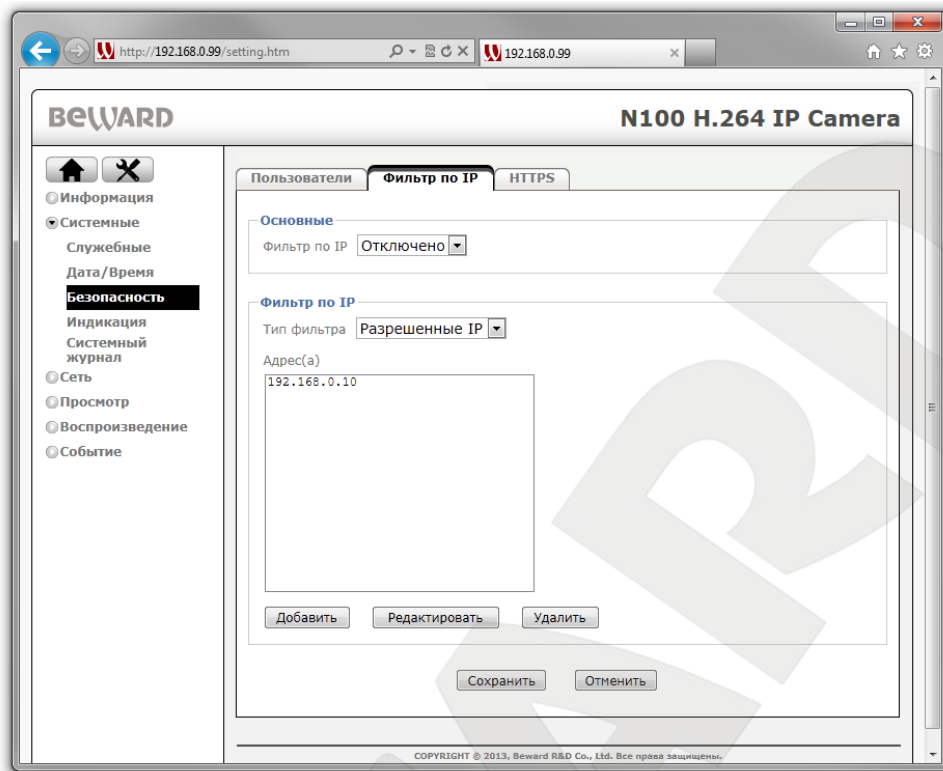 http://192.168.0.99/setting.htm
192.168.0.99
BEWARD
N100 H.264 IP Camera
Информация
Системные
Служебные
Дата/Время
Безопасность
Индикация
Системный
журнал
Сеть
Просмотр
Воспроизведение
Событие
Пользователи
Фильтр по IP
HTTPS
Основные
Фильтр по IP Отключено
Фильтр по IP
Тип фильтра Разрешенные IP
Адрес(а)
192.168.0.10
Добавить Редактировать Удалить
Сохранить Отменить
COPYRIGHT © 2013, Beward R&D Co., Ltd. Все права защищены.